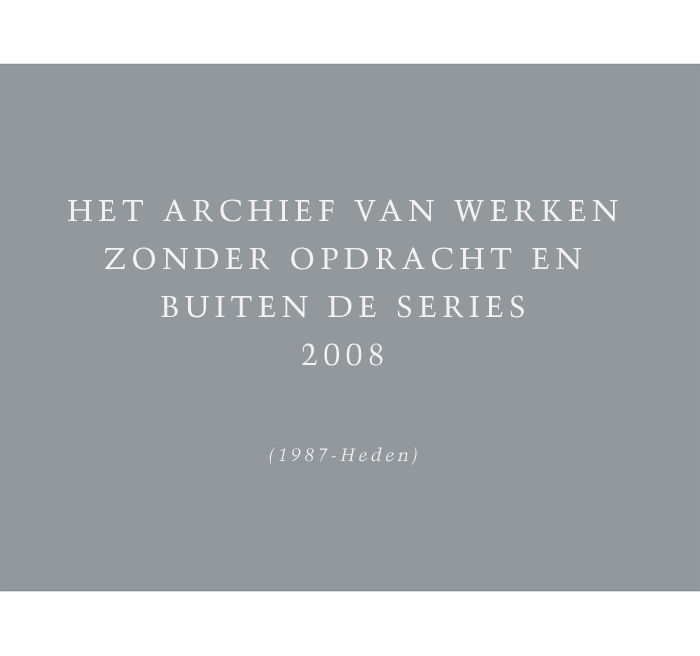 HET ARCHIEF VAN WERKEN
ZONDER OPDRACHT EN
BUITEN DE SERIES
2008
(1987-Heden)